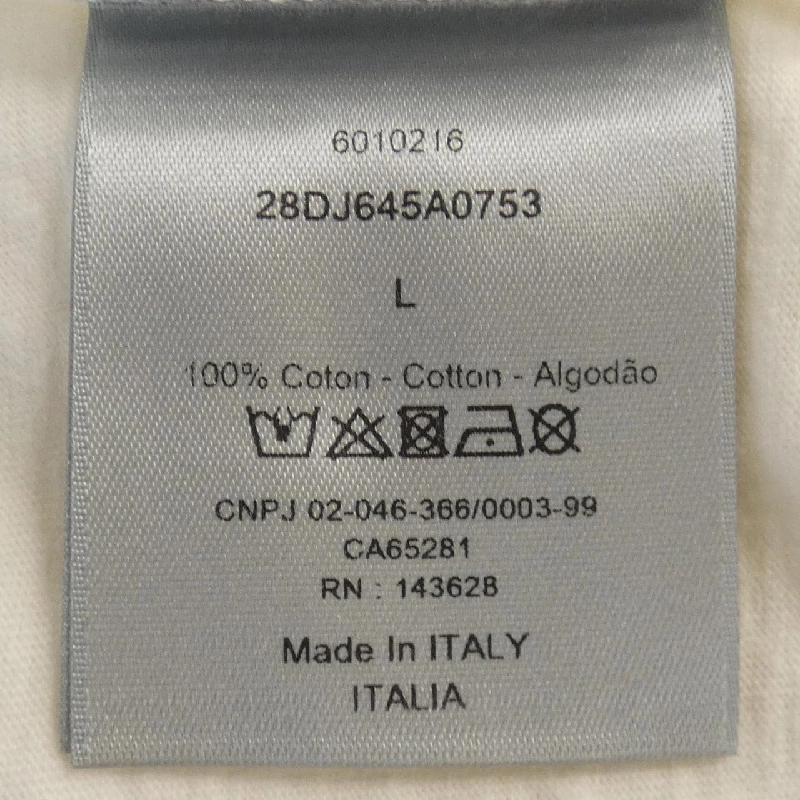 6010216
28DJ645A0753
L
100% Coton - Cotton - Algodão
CNPJ 02-046-366/0003-99
CA65281
RN : 143628
Made In ITALY
ITALIA